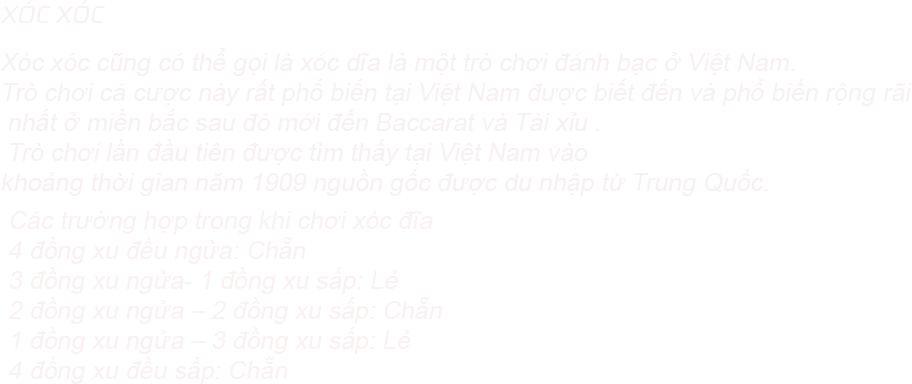 XÓC XÓC
Xóc xóc cũng có thể gọi là xóc dĩa là một trò chơi đánh bạc ở Việt Nam.
Trò chơi cá cược này rất phổ biến tại Việt Nam được biết đến và phổ biến rộng rãi
nhất ở miền bắc sau đó mới đến Baccarat và Tài xỉu .
Trò chơi lần đầu tiên được tìm thấy tại Việt Nam vào
khoảng thời gian năm 1909 nguồn gốc được du nhập từ Trung Quốc.
Các trường hợp trong khi chơi xóc đĩa
4 đồng xu đều ngửa: Chẵn
3 đồng xu ngửa- 1 đồng xu sấp: Lẻ
2 đồng xu ngửa – 2 đồng xu sấp: Chẵn
1 đồng xu ngửa – 3 đồng xu sấp: Lẻ
4 đồng xu đều sấp: Chẵn